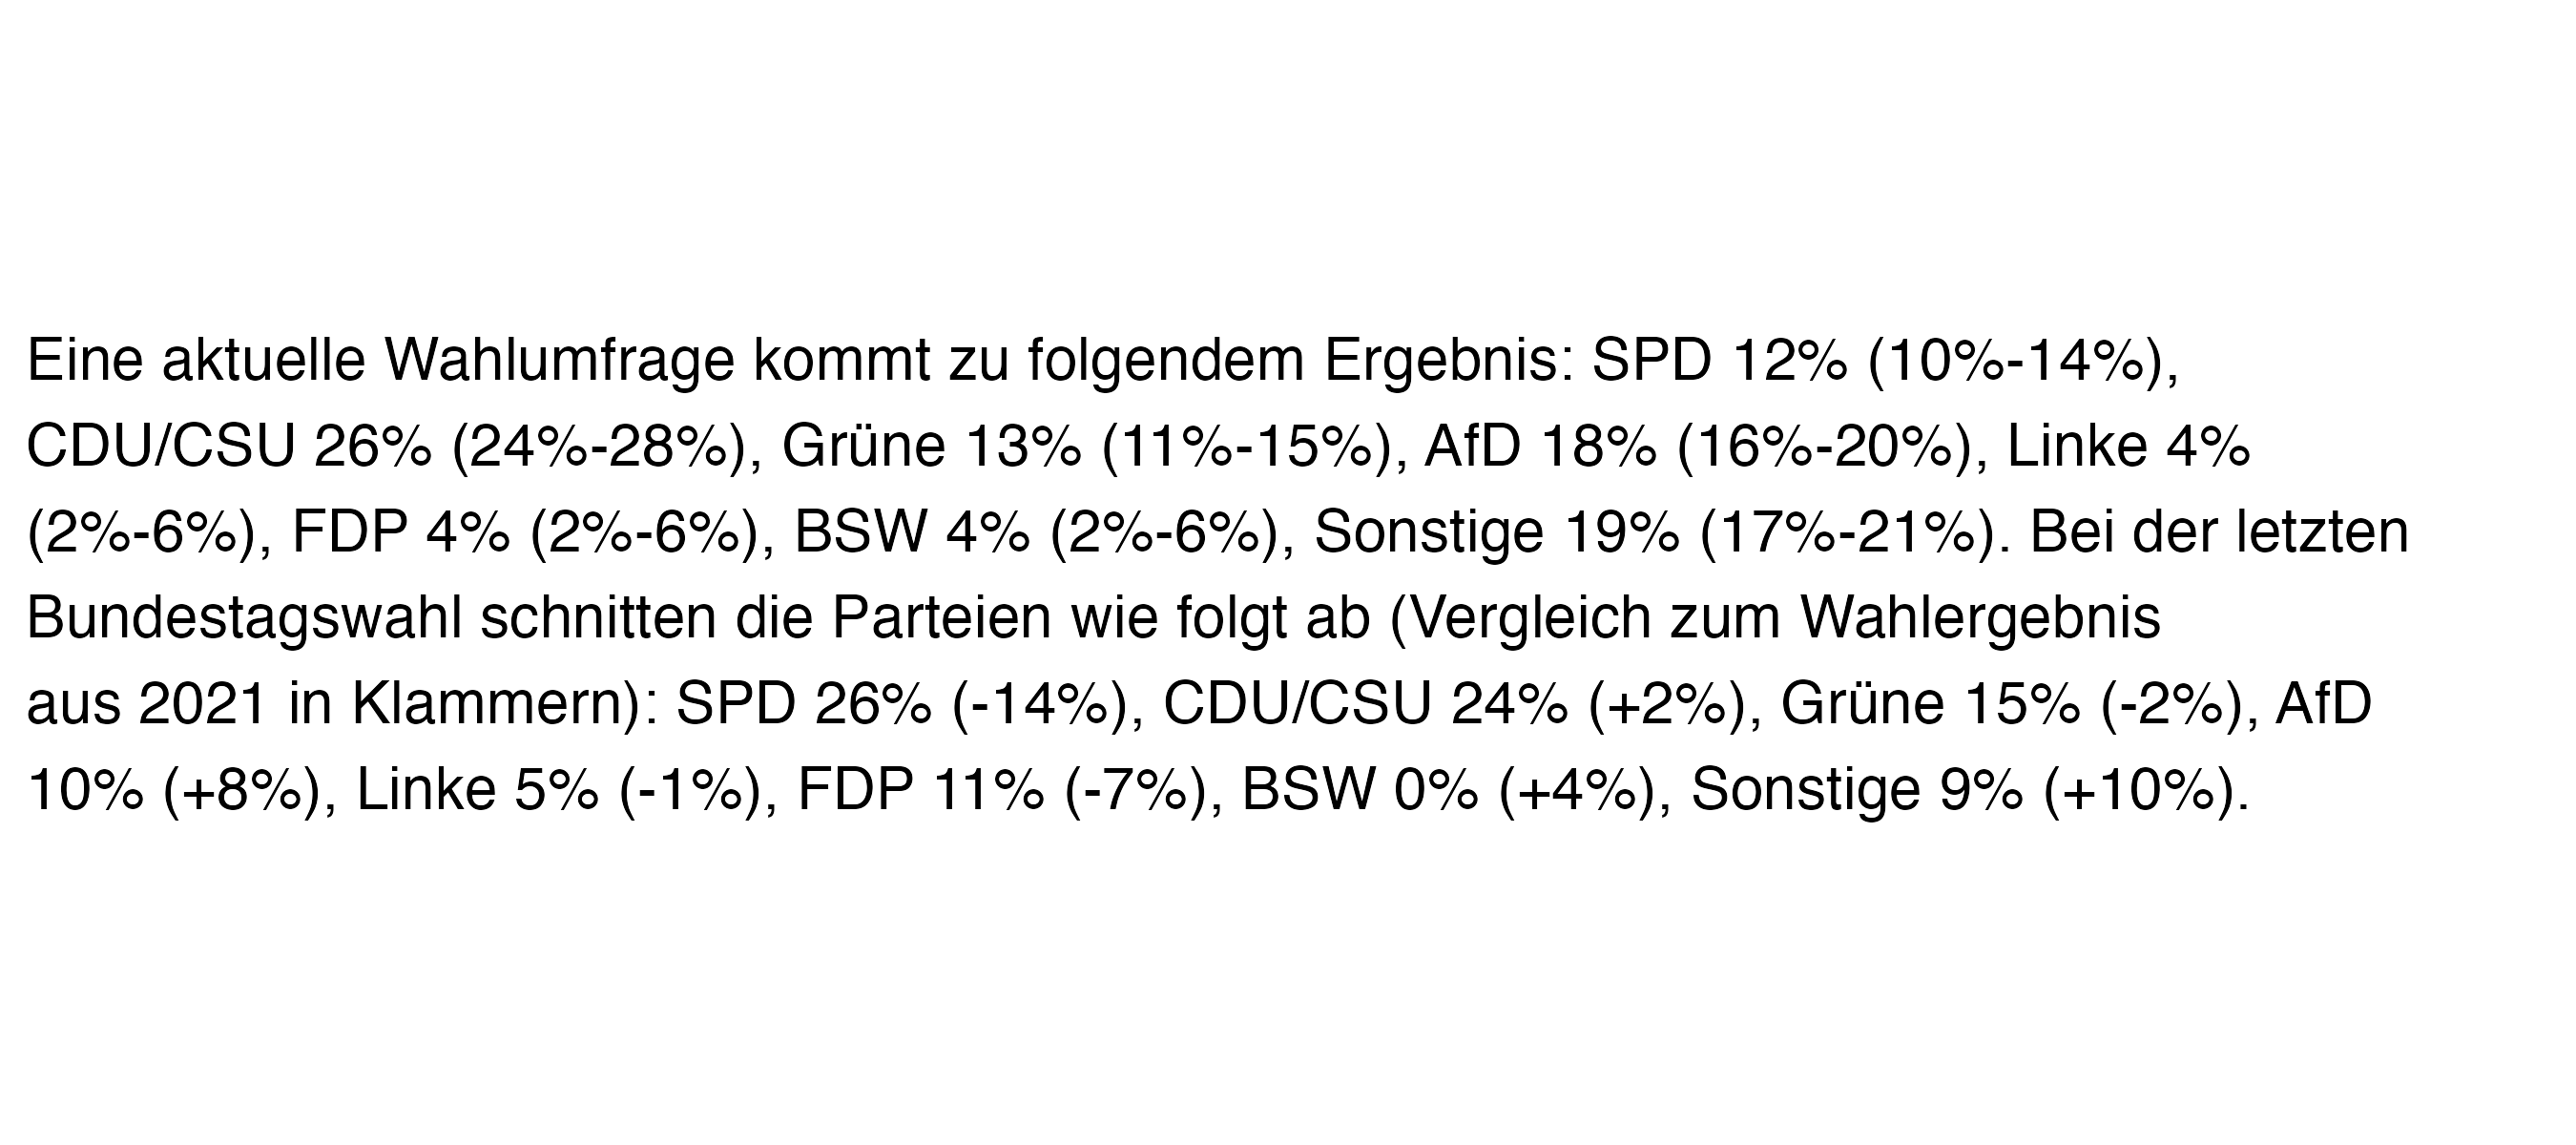 Eine aktuelle Wahlumfrage kommt zu folgendem Ergebnis: SPD 12% (10%-14%),
CDU/CSU 26% (24%-28%), Grüne 13% (11%-15%), AfD 18% (16%-20%), Linke 4%
(2%-6%), FDP 4% (2%-6%), BSW 4% (2%-6%), Sonstige 19% (17%-21%). Bei der letzten
Bundestagswahl schnitten die Parteien wie folgt ab (Vergleich zum Wahlergebnis
aus 2021 in Klammern): SPD 26% (-14%), CDU/CSU 24% (+2%), Grüne 15% (-2%), AfD
10% (+8%), Linke 5% (-1%), FDP 11% (-7%), BSW 0% (+4%), Sonstige 9% (+10%).